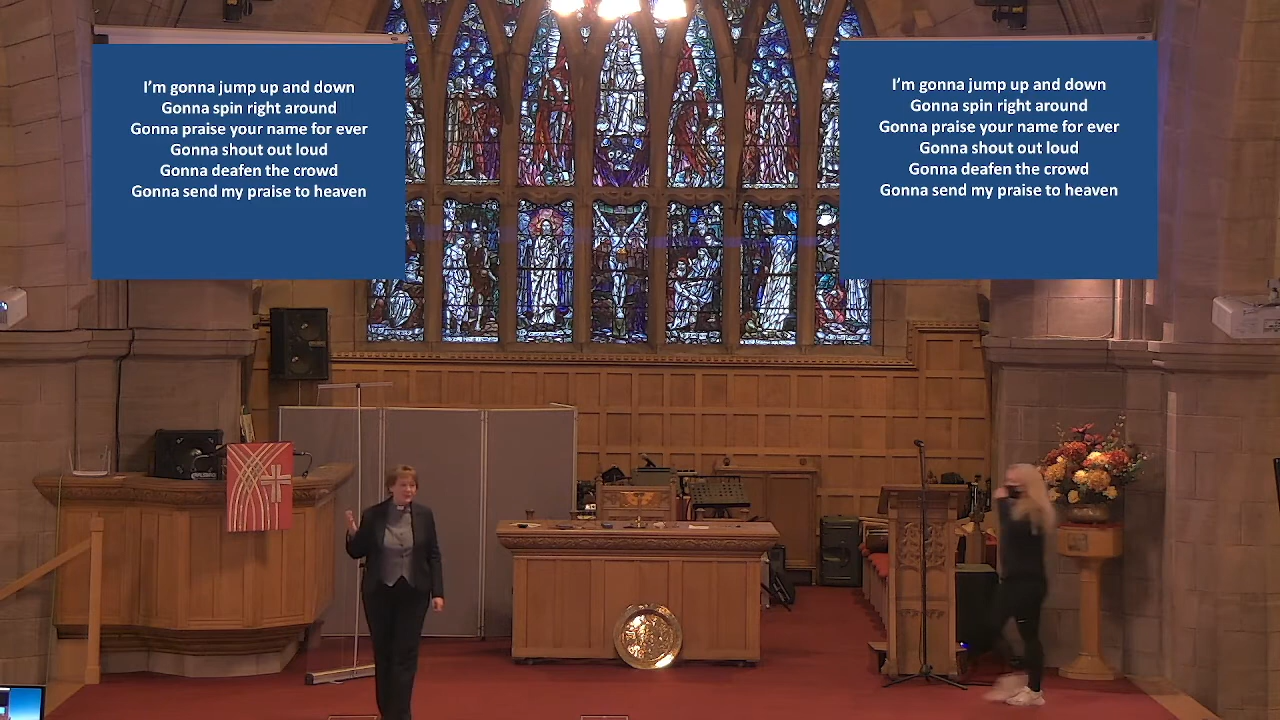 I'm gonna jump up and down
Gonna spin right around
Gonna praise your name for ever
Gonna shout out loud
Gonna deafen the crowd
Gonna send my praise to heaven
I'm gonna jump up and down
Gonna spin right around
Gonna praise your name for ever
Gonna shout out loud
Gonna deafen the crowd
Gonna send my praise to heaven